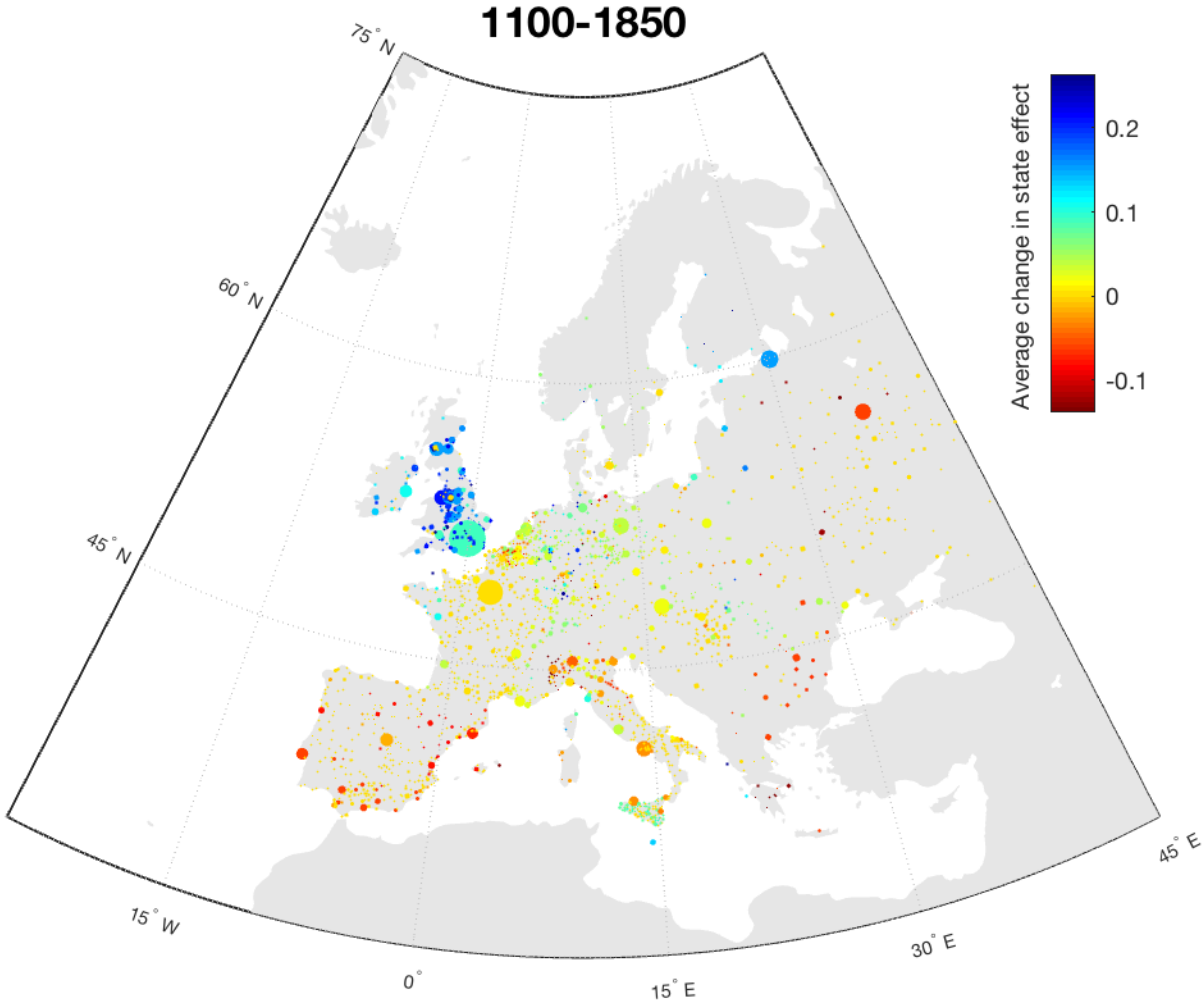 1100-1850
75° N
60° N
45° N
15° W
0°
15° E
30° E
45° E
Average change in state effect
0.2
0.1
0
-0.1